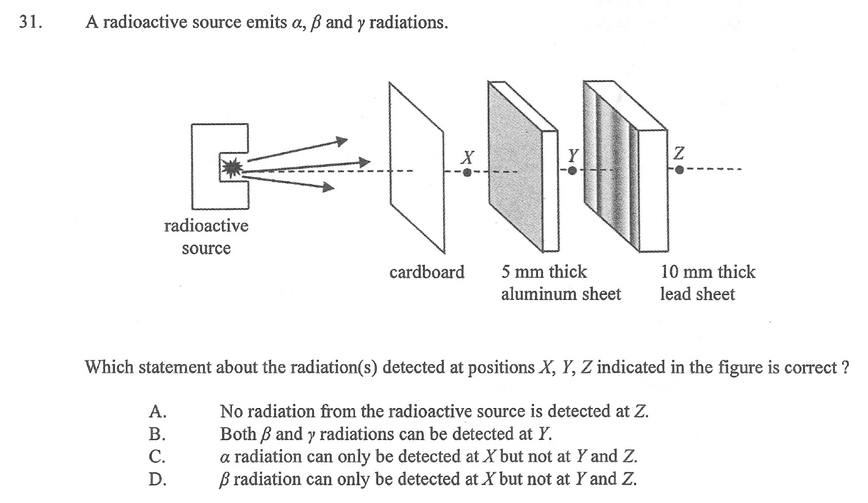 31. A radioactive source emits α, β and γ radiations.
X
Y
Z
radioactive
source
cardboard
5 mm thick
aluminum sheet
10 mm thick
lead sheet
Which statement about the radiation(s) detected at positions X, Y, Z indicated in the figure is correct ?
A. No radiation from the radioactive source is detected at Z.
B. Both β and γ radiations can be detected at Y.
C. α radiation can only be detected at X but not at Y and Z.
D. β radiation can only be detected at X but not at Y and Z.